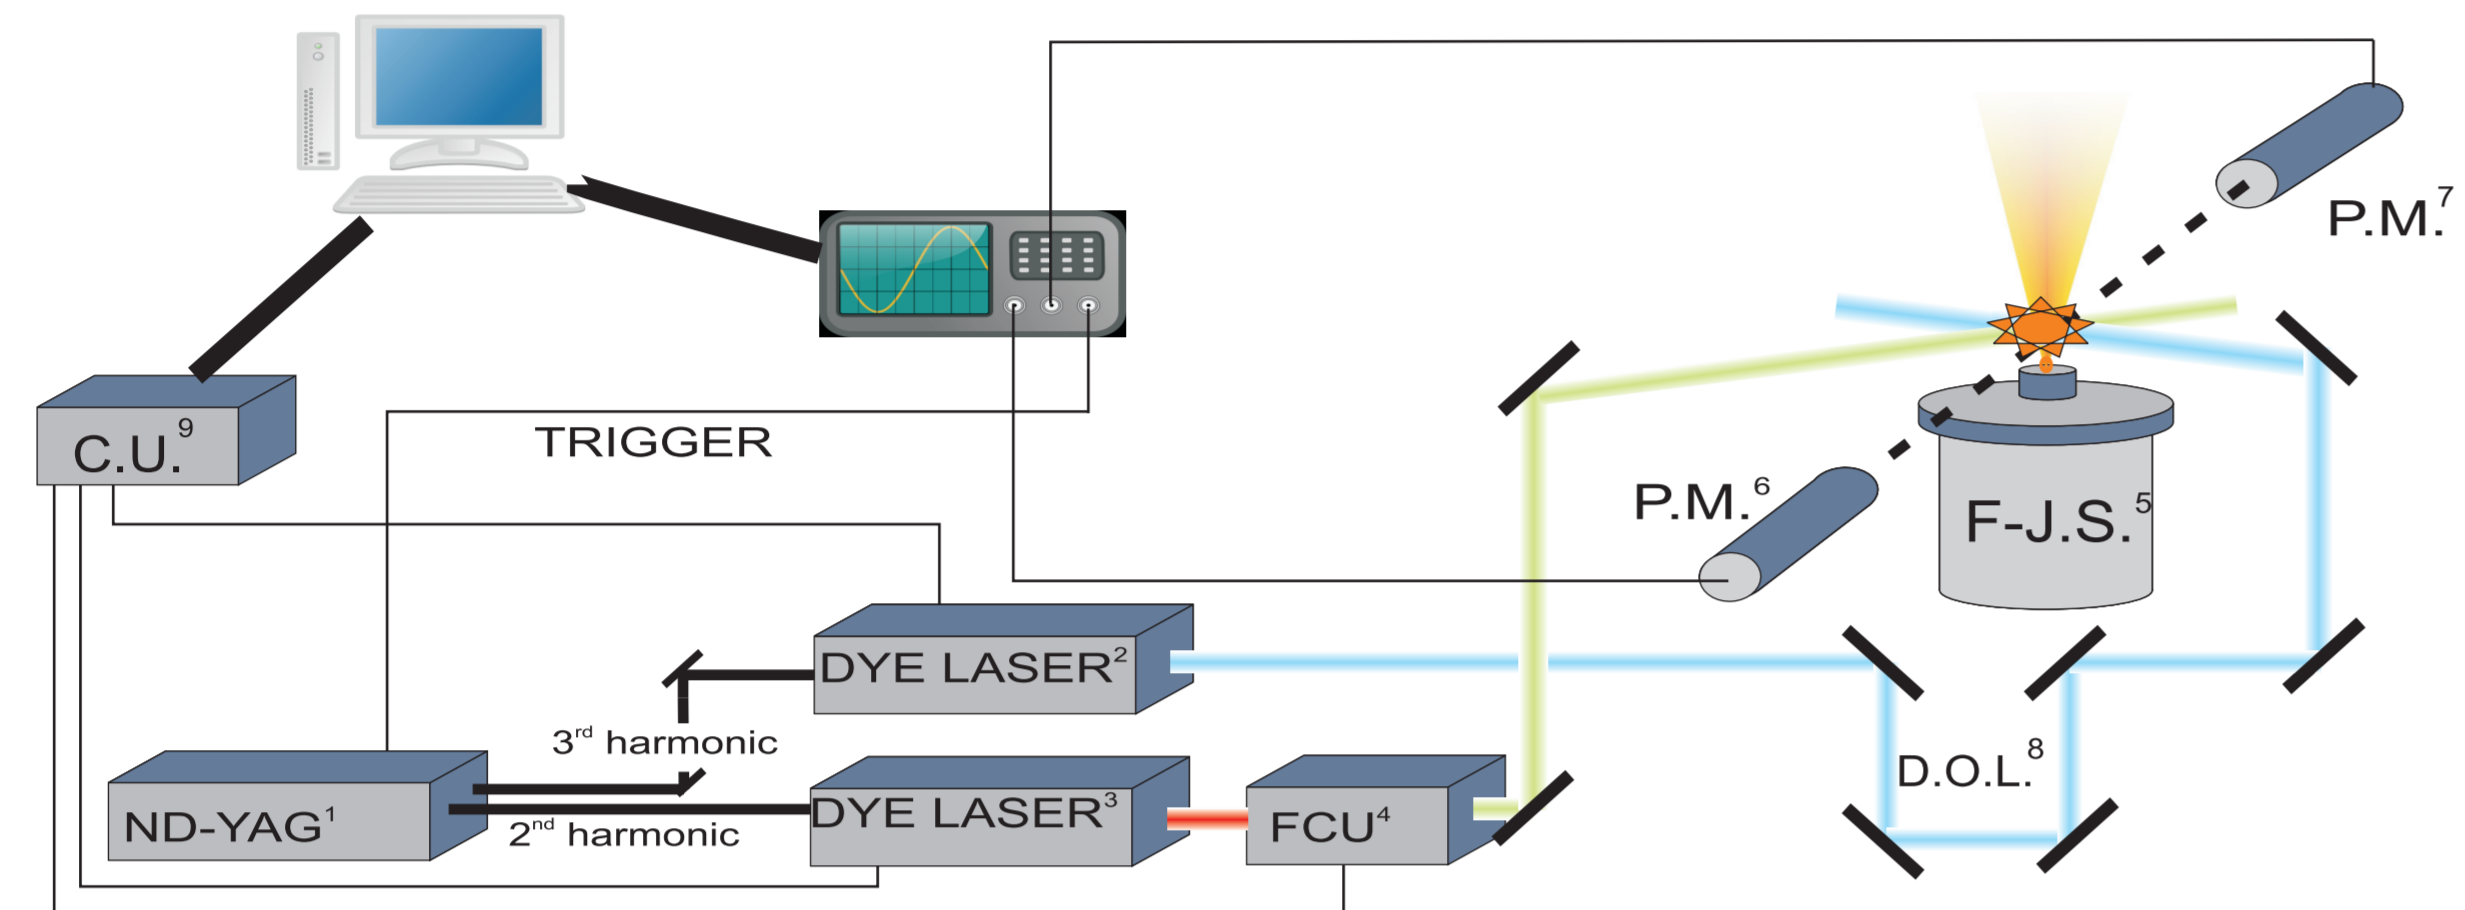 P.M.⁷
C.U.⁹
TRIGGER
P.M.⁶
F-J.S.⁵
DYE LASER²
3rd harmonic
D.O.L.⁸
ND-YAG¹
2nd harmonic
DYE LASER³
FCU⁴